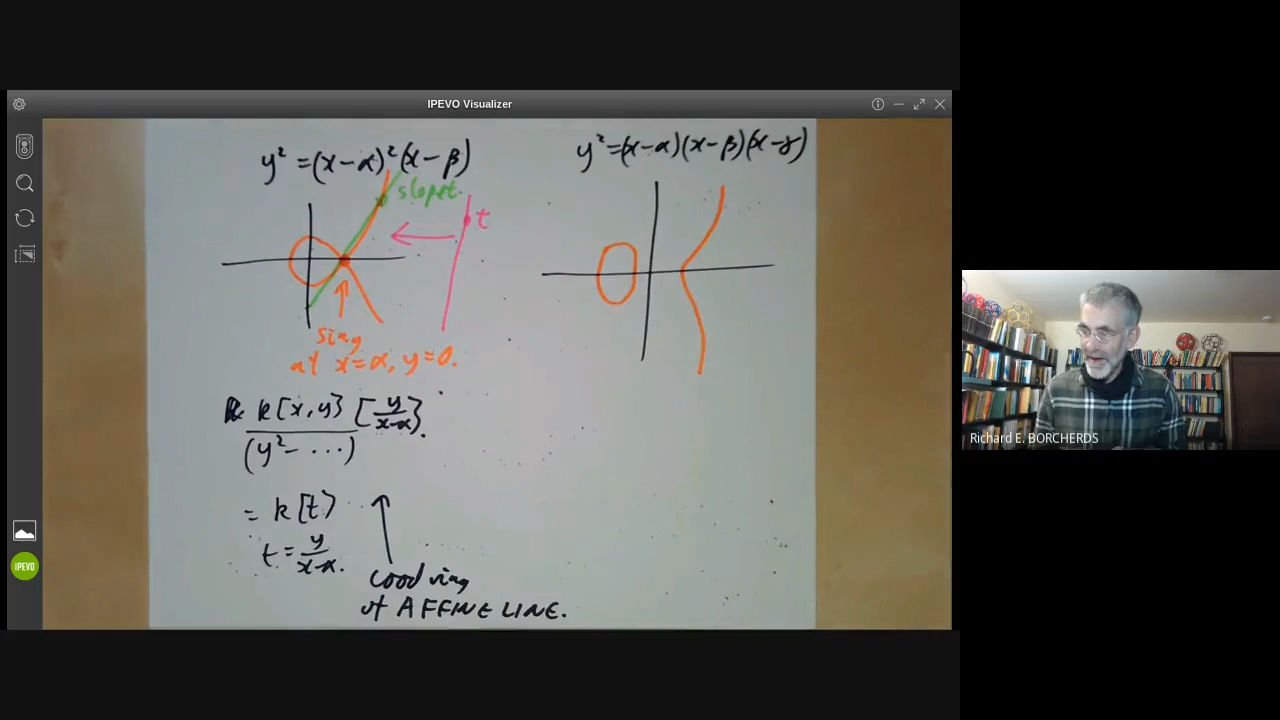 IPEVO Visualizer
y² = (x-α)² (x-β)
slope t.
t
sing
at x=α, y=0.
k[x,y] [y/(x-α)].
(y² - ...)
= k[t]
t = y/(x-α).
coord ring
of AFFINE LINE.
y² = (x-α)(x-β)(x-γ)
IPEVO
Richard E. BORCHERDS